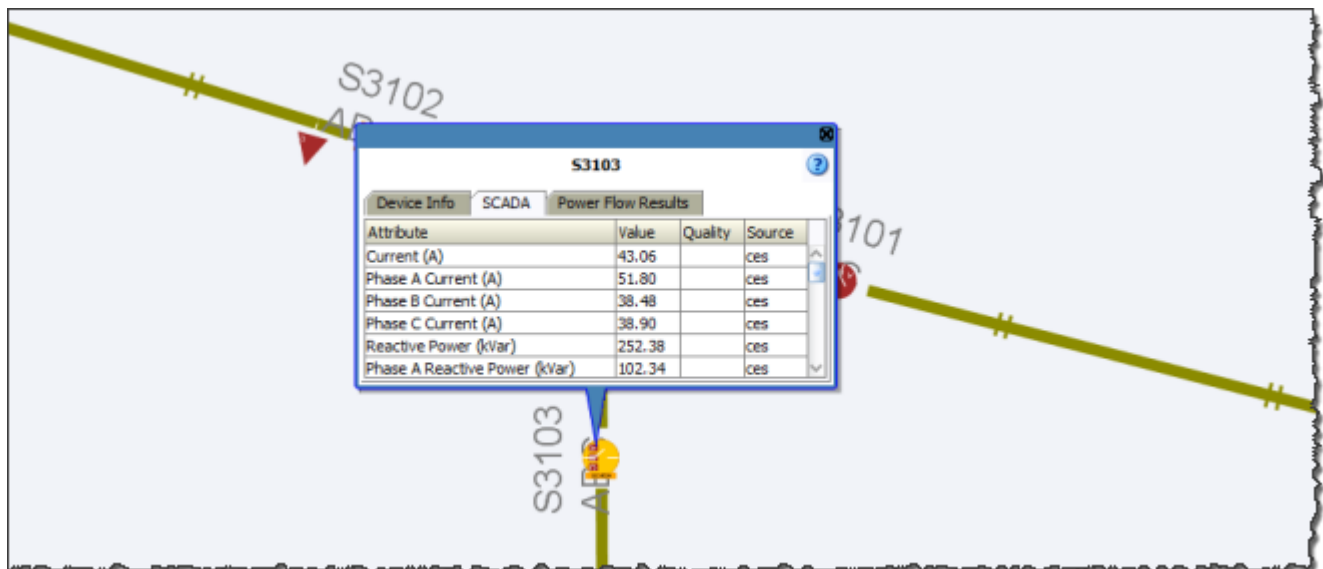 S3102
S3103
Device Info SCADA Power Flow Results
Attribute Value Quality Source
Current (A) 43.06 ces
Phase A Current (A) 51.80 ces
Phase B Current (A) 38.48 ces
Phase C Current (A) 38.90 ces
Reactive Power (kVar) 252.38 ces
Phase A Reactive Power (kVar) 102.34 ces
S3103